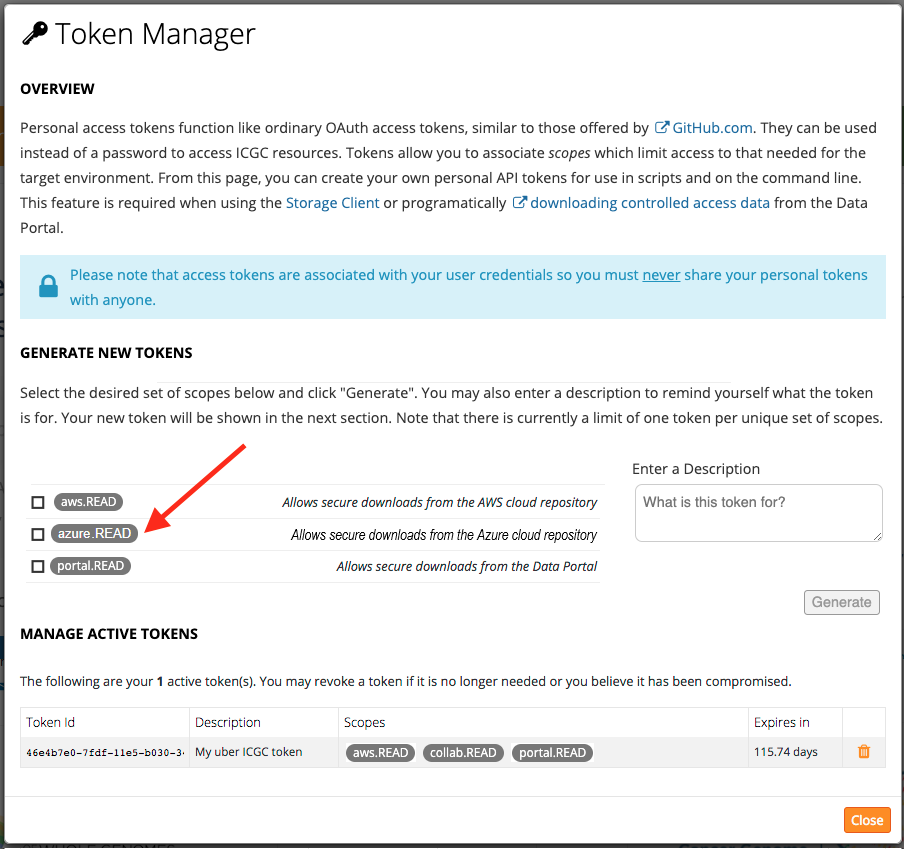 Token Manager
OVERVIEW
Personal access tokens function like ordinary OAuth access tokens, similar to those offered by GitHub.com. They can be used
instead of a password to access ICGC resources. Tokens allow you to associate scopes which limit access to that needed for the
target environment. From this page, you can create your own personal API tokens for use in scripts and on the command line.
This feature is required when using the Storage Client or programatically downloading controlled access data from the Data
Portal.
Please note that access tokens are associated with your user credentials so you must never share your personal tokens
with anyone.
GENERATE NEW TOKENS
Select the desired set of scopes below and click "Generate". You may also enter a description to remind yourself what the token
is for. Your new token will be shown in the next section. Note that there is currently a limit of one token per unique set of scopes.
Enter a Description
aws.READ Allows secure downloads from the AWS cloud repository What is this token for?
azure.READ Allows secure downloads from the Azure cloud repository
portal.READ Allows secure downloads from the Data Portal
Generate
MANAGE ACTIVE TOKENS
The following are your 1 active token(s). You may revoke a token if it is no longer needed or you believe it has been compromised.
Token Id Description Scopes Expires in
46e4b7e0-7fdf-11e5-b030-3 My uber ICGC token aws.READ collab.READ portal.READ 115.74 days
Close